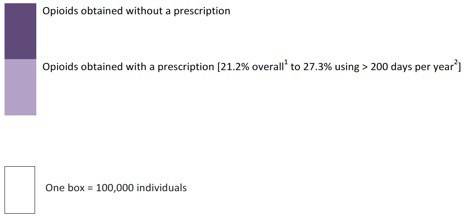 Opioids obtained without a prescription
Opioids obtained with a prescription [21.2% overall¹ to 27.3% using > 200 days per year²]
One box = 100,000 individuals